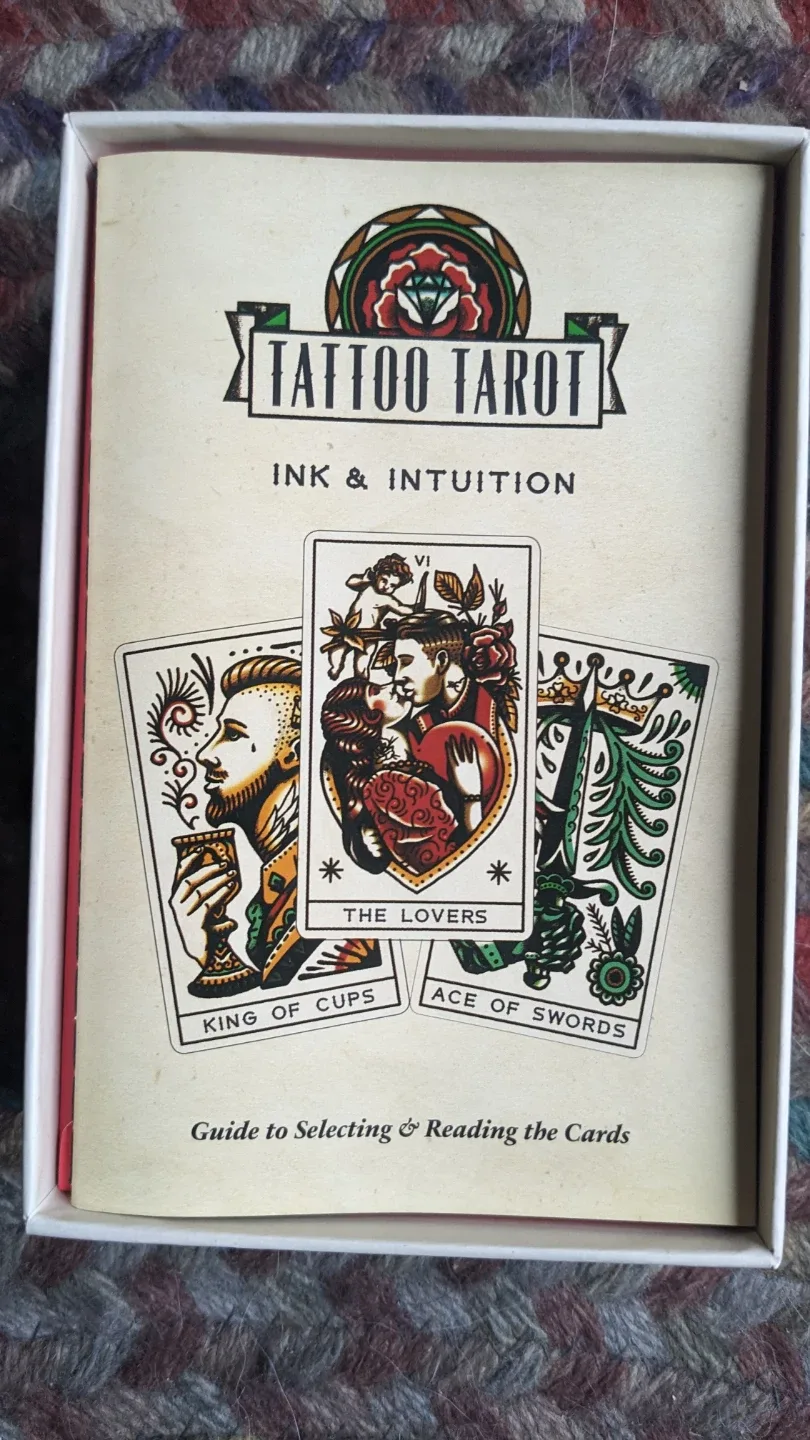 TATTOO TAROT
INK & INTUITION
VI
THE LOVERS
KING OF CUPS
ACE OF SWORDS
Guide to Selecting & Reading the Cards